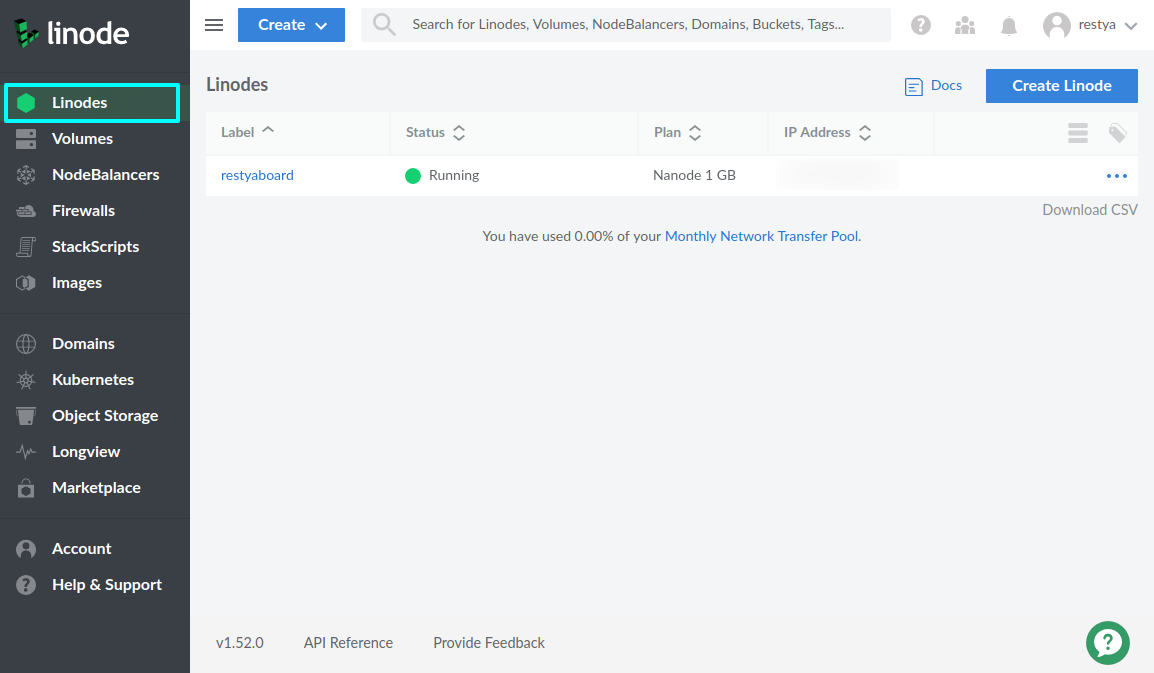 linode
Create
Search for Linodes, Volumes, NodeBalancers, Domains, Buckets, Tags...
restya
Linodes
Volumes
NodeBalancers
Firewalls
StackScripts
Images
Domains
Kubernetes
Object Storage
Longview
Marketplace
Account
Help & Support
Linodes
Docs
Create Linode
Label Status Plan IP Address
restyaboard Running Nanode 1 GB
Download CSV
You have used 0.00% of your Monthly Network Transfer Pool.
v1.52.0 API Reference Provide Feedback